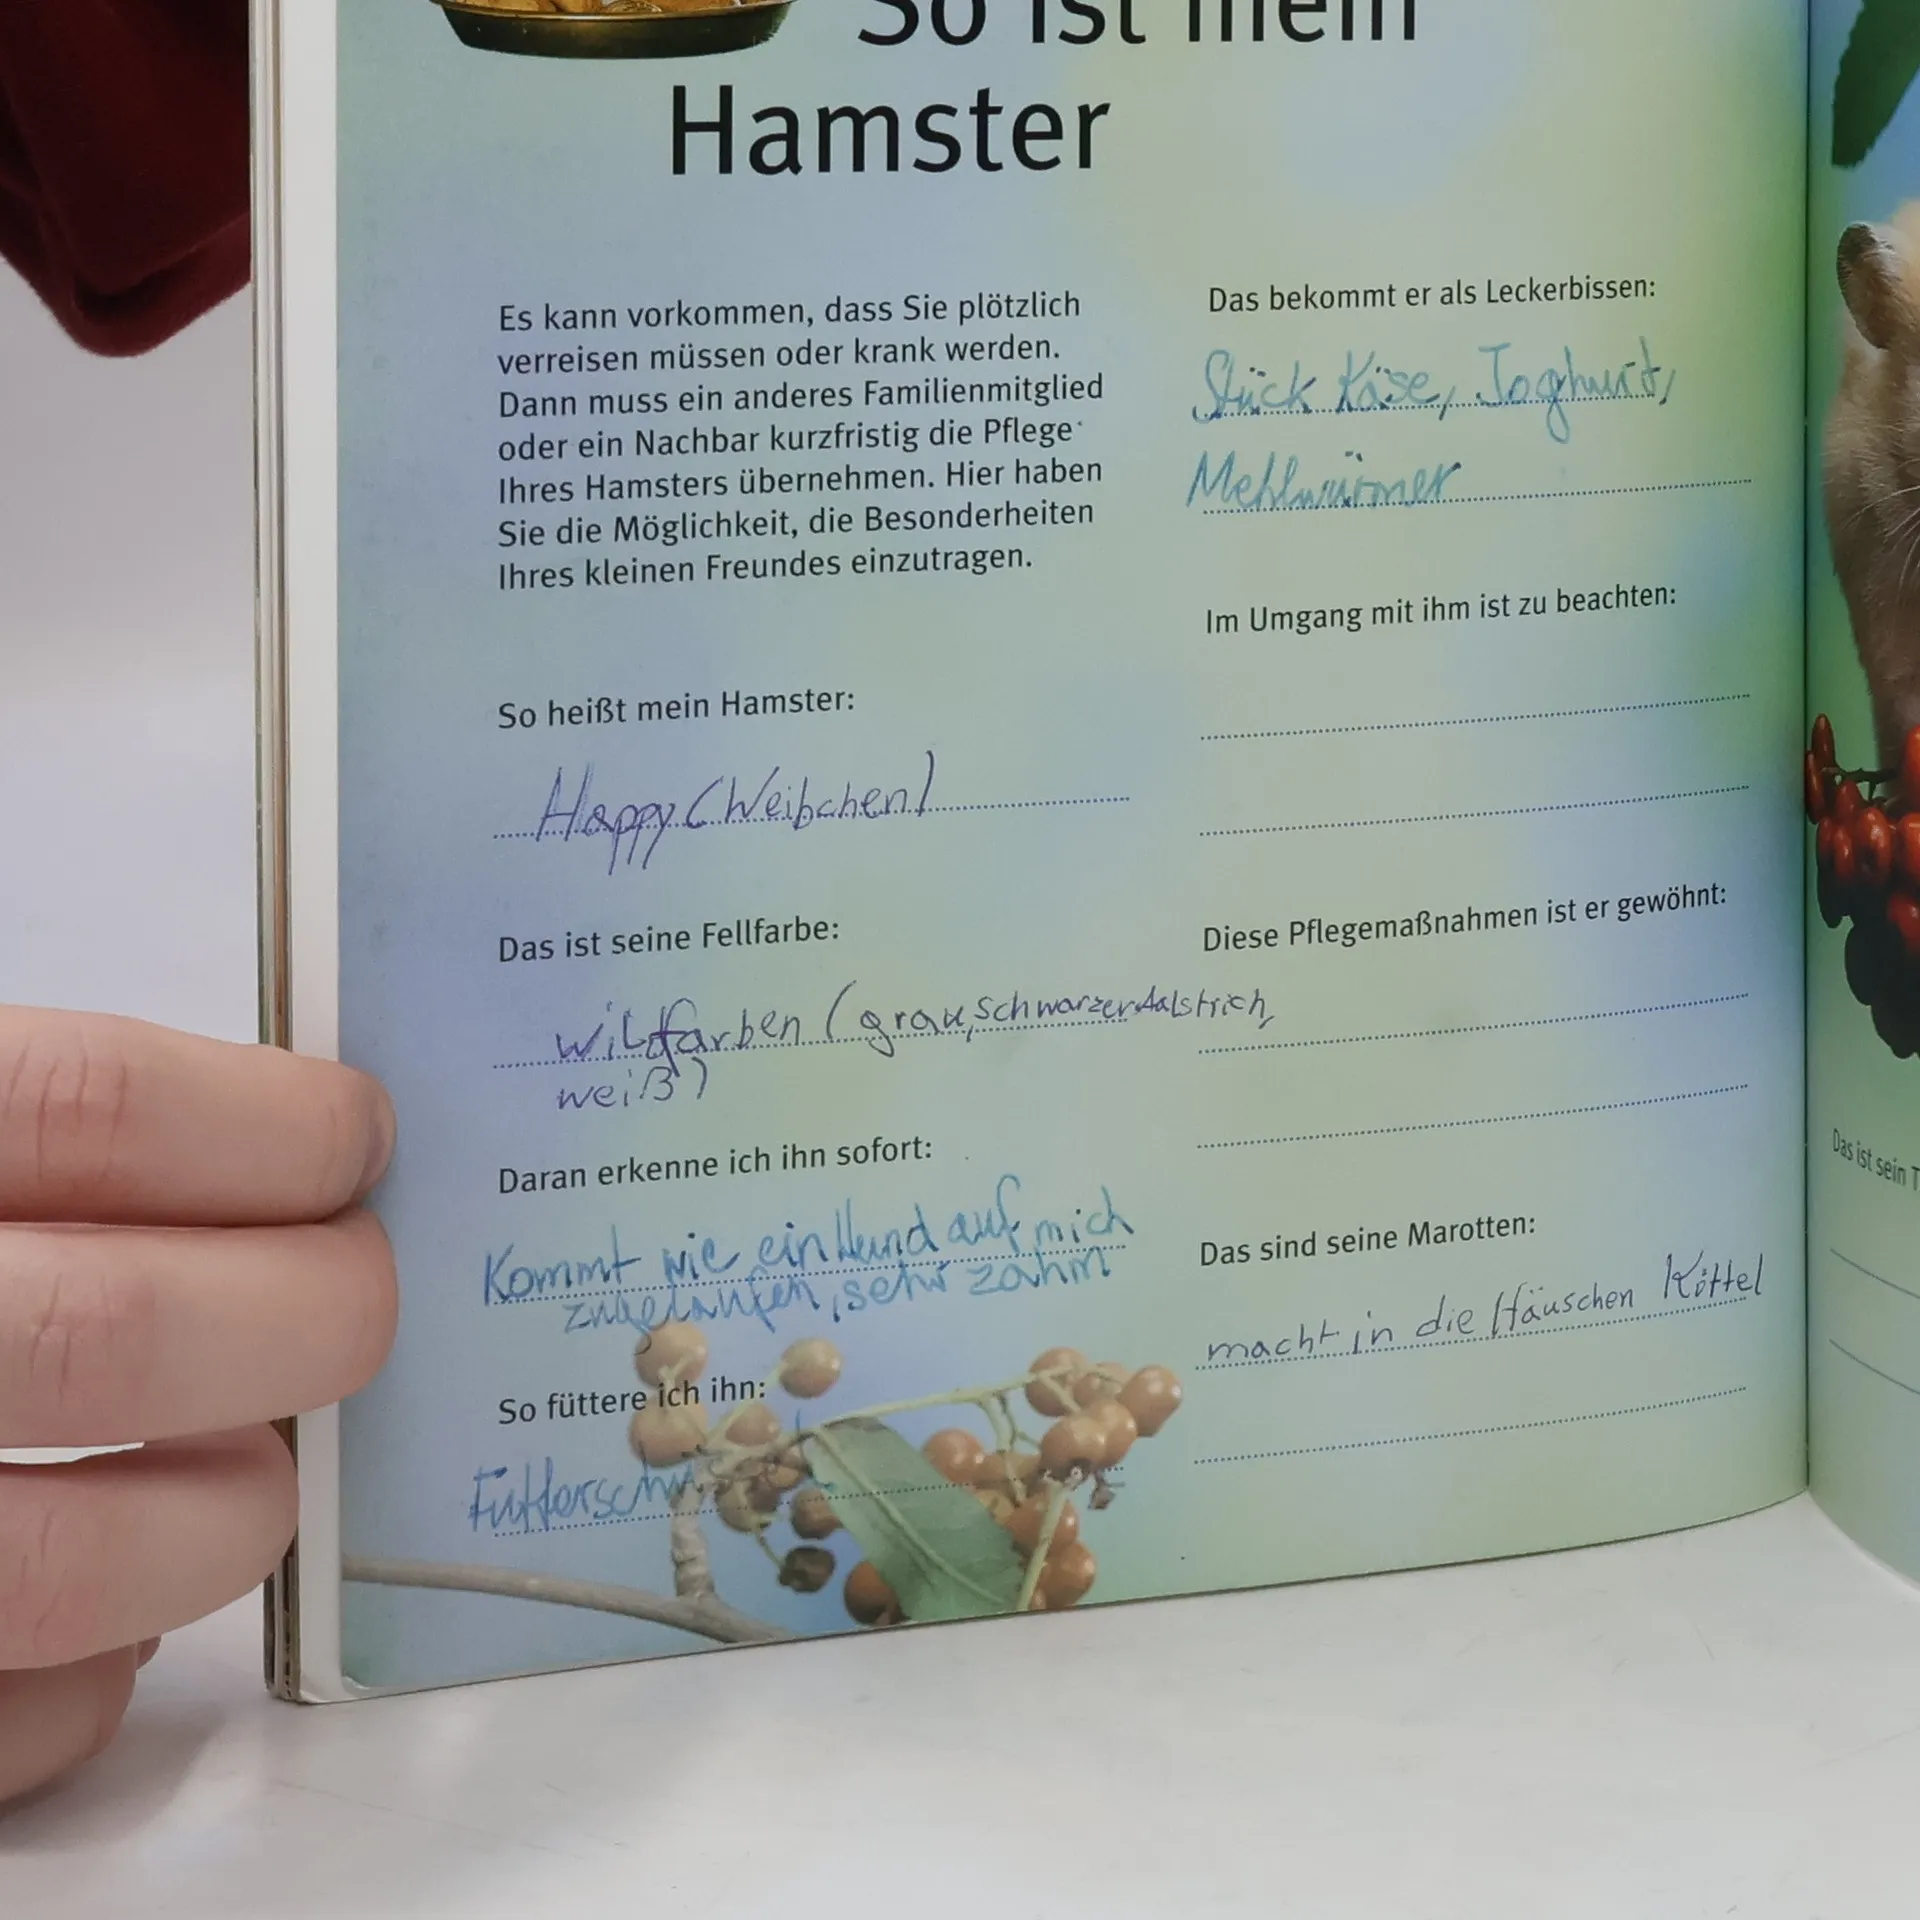 So ist mein
Hamster
Es kann vorkommen, dass Sie plötzlich
verreisen müssen oder krank werden.
Dann muss ein anderes Familienmitglied
oder ein Nachbar kurzfristig die Pflege
Ihres Hamsters übernehmen. Hier haben
Sie die Möglichkeit, die Besonderheiten
Ihres kleinen Freundes einzutragen.
So heißt mein Hamster:
Happy (Weibchen)
Das ist seine Fellfarbe:
wildfarben (grau, schwarzer Aalstrich,
weiß)
Daran erkenne ich ihn sofort:
Kommt wie ein Hund auf mich
zugelaufen, sehr zahm
So füttere ich ihn:
Das bekommt er als Leckerbissen:
Stück Käse, Joghurt,
Mehlwürmer
Im Umgang mit ihm ist zu beachten:
Diese Pflegemaßnahmen ist er gewöhnt:
Das sind seine Marotten:
macht in die Häuschen Köttel
Das ist sein